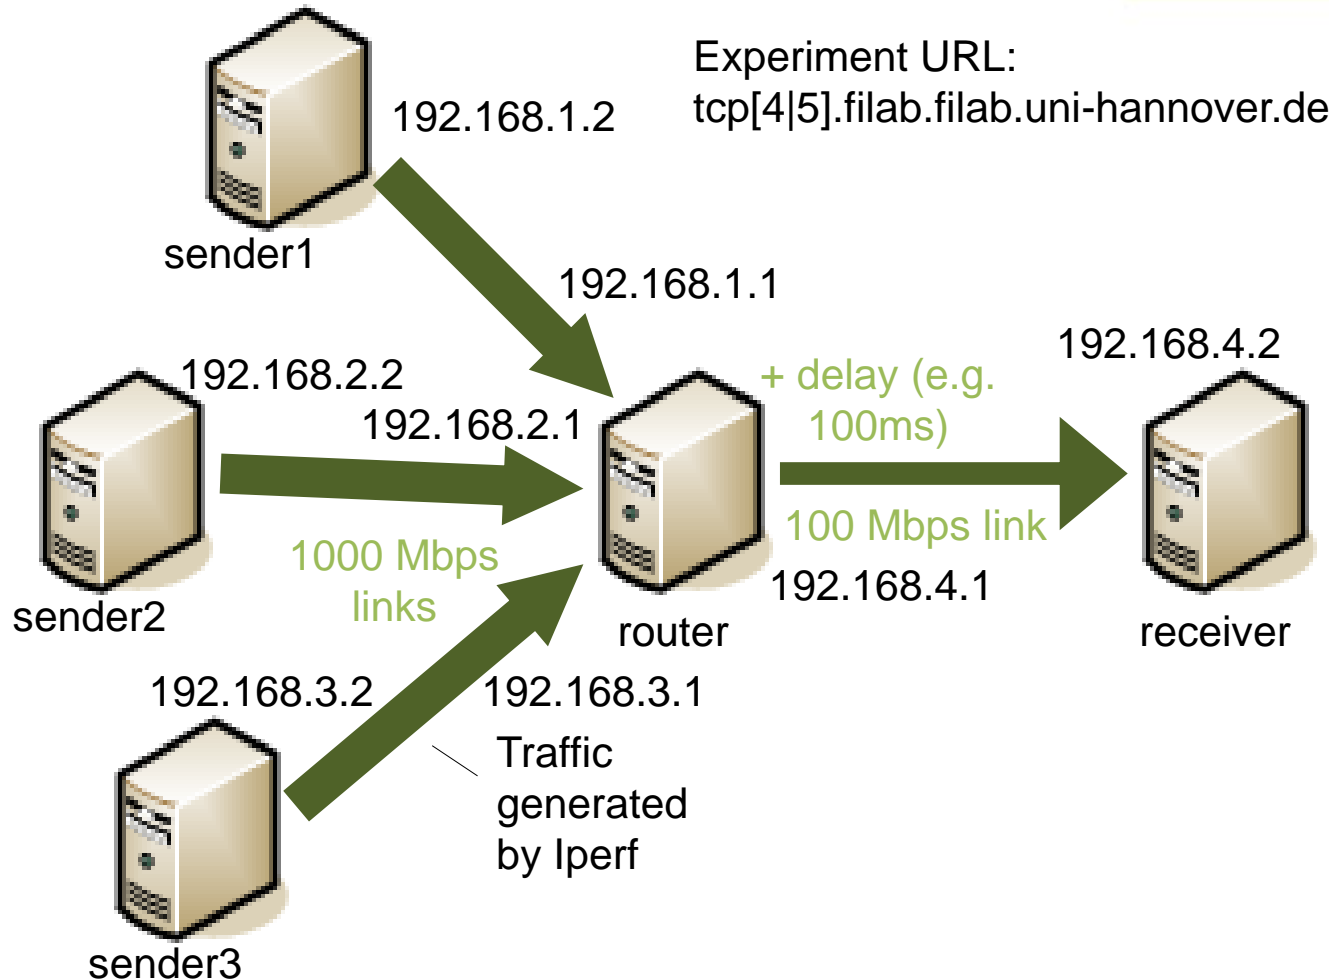 Experiment URL:
tcp[4|5].filab.filab.uni-hannover.de
192.168.1.2
sender1
192.168.1.1
192.168.4.2
192.168.2.2
+ delay (e.g.
100ms)
192.168.2.1
100 Mbps link
1000 Mbps
links
192.168.4.1
sender2
router
receiver
192.168.3.2
192.168.3.1
Traffic
generated
by Iperf
sender3